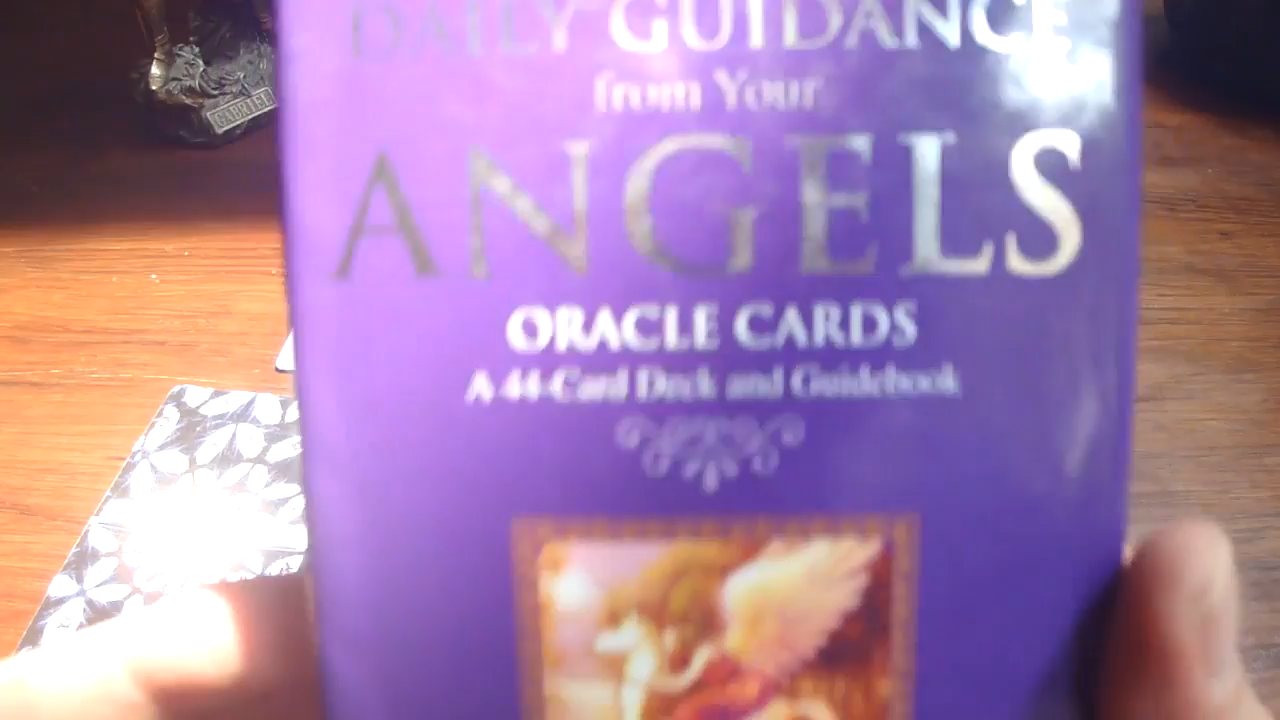 GABRIEL
DAILY GUIDANCE
from Your
ANGELS
ORACLE CARDS
A 44-Card Deck and Guidebook